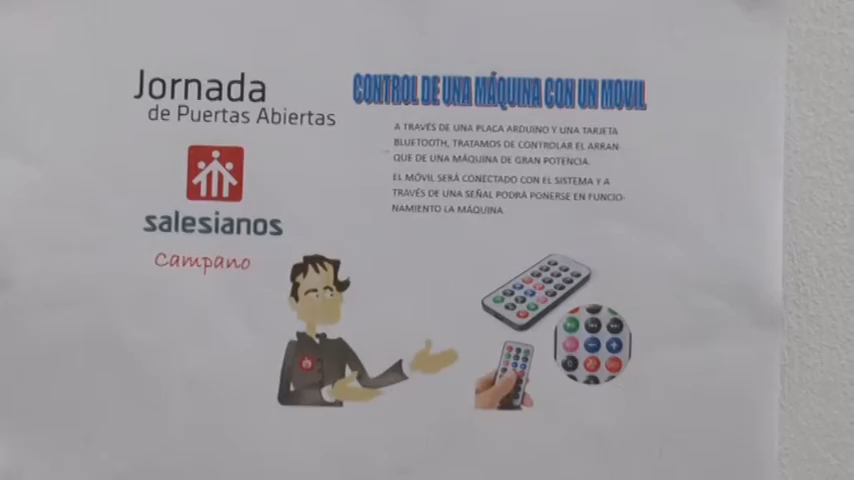 Jornada
de Puertas Abiertas
salesianos
Campano
CONTROL DE UNA MÁQUINA CON UN MOVIL
A TRAVÉS DE UNA PLACA ARDUINO Y UNA TARJETA
BLUETOOTH, TRATAMOS DE CONTROLAR EL ARRAN-
QUE DE UNA MÁQUINA DE GRAN POTENCIA.
EL MÓVIL SERÁ CONECTADO CON EL SISTEMA Y A
TRAVÉS DE UNA SEÑAL PODRÁ PONERSE EN FUNCIO-
NAMIENTO LA MÁQUINA.